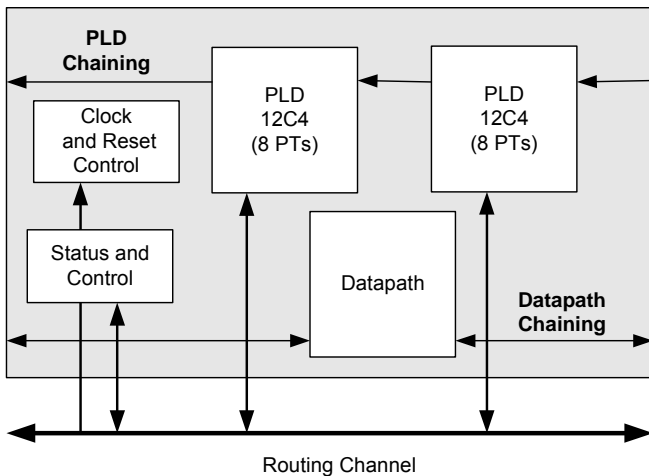 PLD
Chaining
PLD
12C4
(8 PTs)
PLD
12C4
(8 PTs)
Clock
and Reset
Control
Status and
Control
Datapath
Datapath
Chaining
Routing Channel